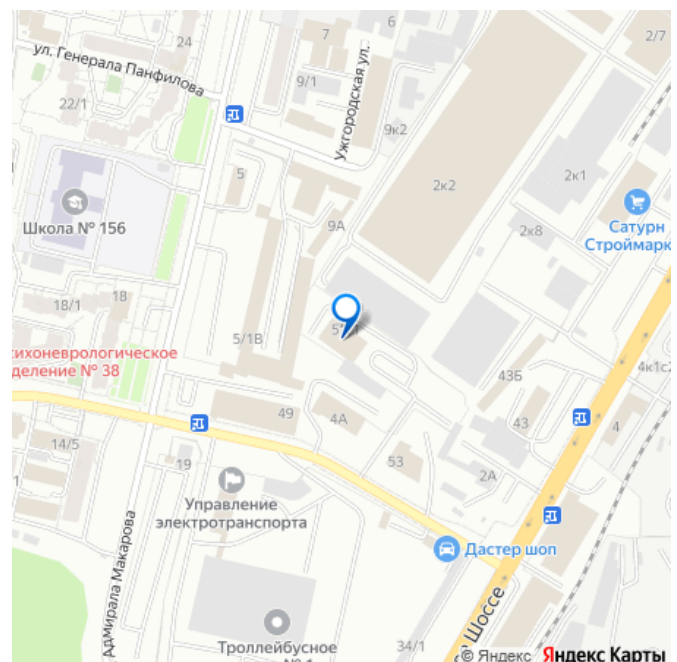 24
7
6
2/7
ул. Генерала Панфилова
9/1
Ужгородская ул.
22/1
9к2
5
2к2
2к1
Школа № 156
9А
2к8
Сатурн
Строймарк
18
18/1
5/1В
4к1с2
сихоневрологическое
деление № 38
43Б
49
4А
43
4
14/5
53
19
2А
1
Управление
электротранспорта
Адмирала Макарова
Дастер шоп
34/1
Шоссе
Троллейбусное
№ 1
© Яндекс Яндекс Карты